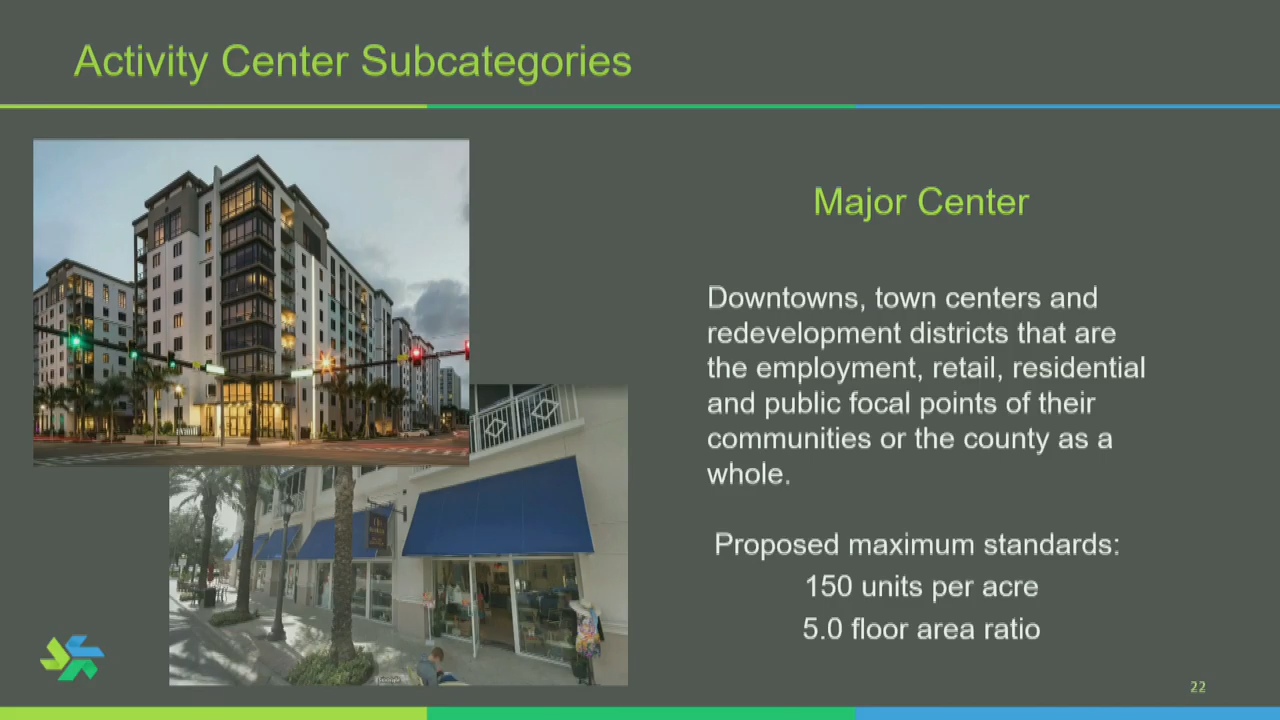 Activity Center Subcategories
Major Center
Downtowns, town centers and
redevelopment districts that are
the employment, retail, residential
and public focal points of their
communities or the county as a
whole.
Proposed maximum standards:
150 units per acre
5.0 floor area ratio
22